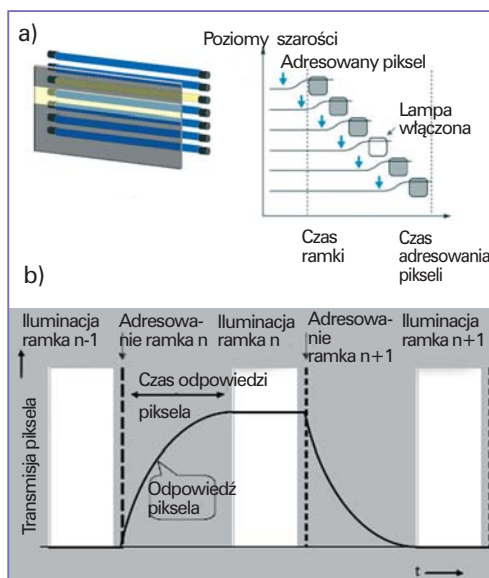 a)
Poziomy szarości
Adresowany piksel
Lampa
włączona
Czas
ramki
Czas
adresowania
pikseli
b)
Iluminacja
ramka n-1
Adresowa-
nie ramka n
Iluminacja
ramka n
Adresowa-
nie
ramka n+1
Iluminacja
ramka n+1
Transmisja piksela
Czas odpowiedzi
piksela
Odpowiedź
piksela
t